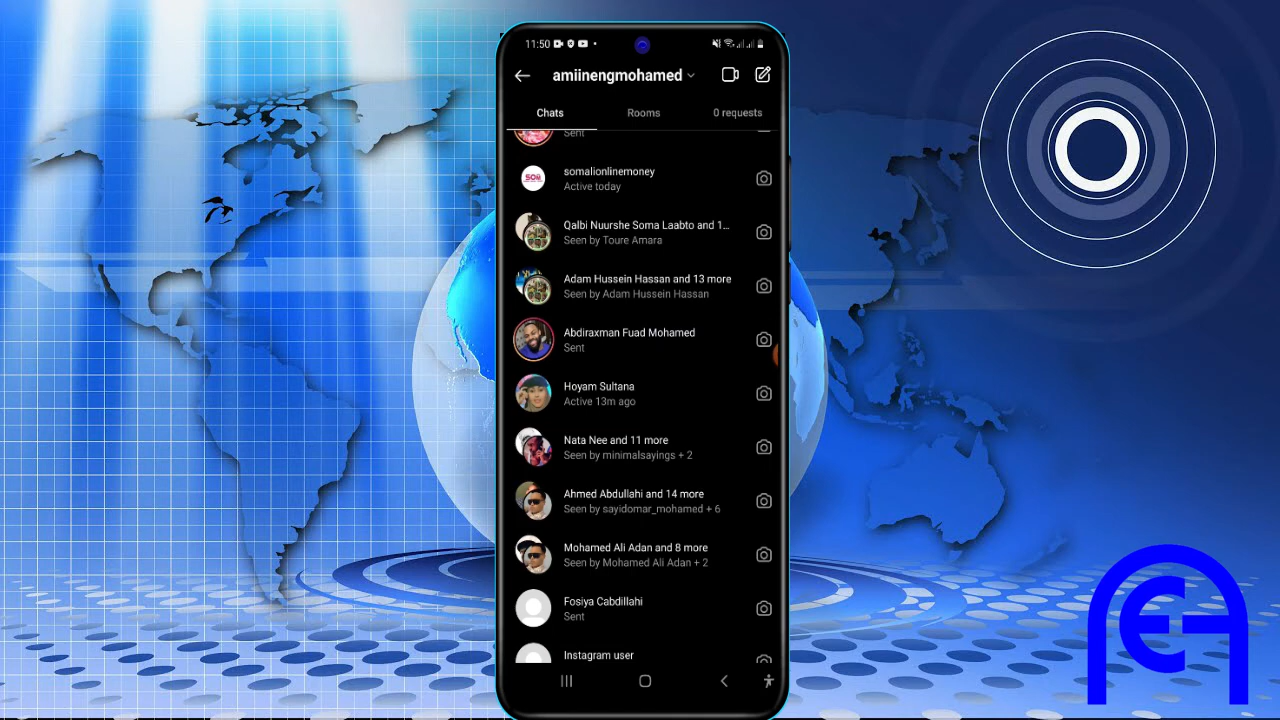 11:50
amiinengmohamed
Chats
Rooms
0 requests
Sent
SOM
somalionlinemoney
Active today
Qalbi Nuurshe Soma Laabto and 1...
Seen by Toure Amara
Adam Hussein Hassan and 13 more
Seen by Adam Hussein Hassan
Abdiraxman Fuad Mohamed
Sent
Hoyam Sultana
Active 13m ago
Nata Nee and 11 more
Seen by minimalsayings + 2
Ahmed Abdullahi and 14 more
Seen by sayidomar_mohamed + 6
Mohamed Ali Adan and 8 more
Seen by Mohamed Ali Adan + 2
Fosiya Cabdillahi
Sent
Instagram user